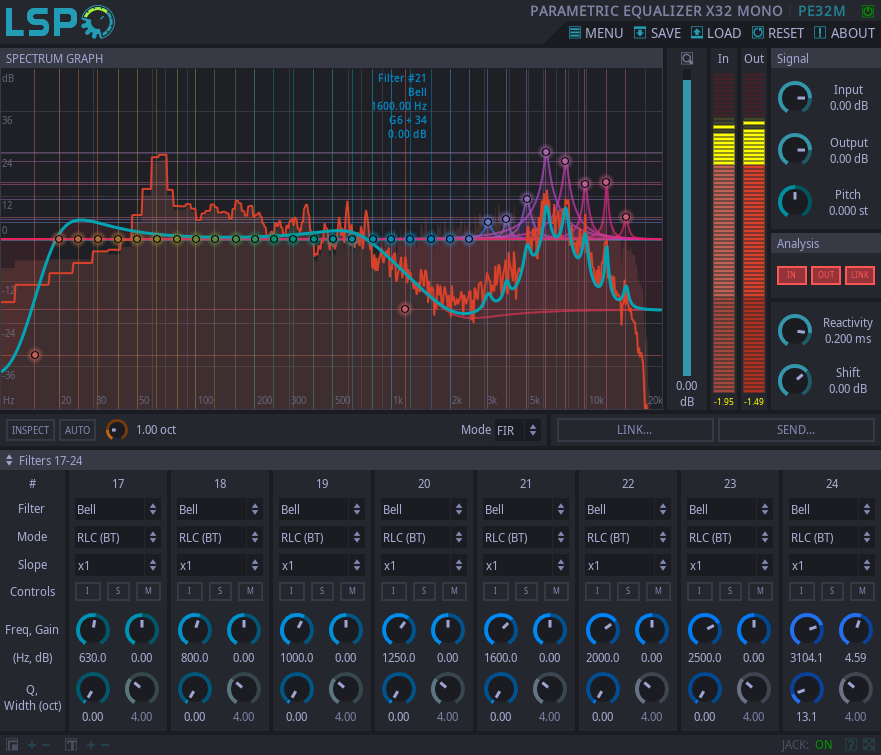 LSP
PARAMETRIC EQUALIZER X32 MONO PE32M
MENU SAVE LOAD RESET ABOUT
SPECTRUM GRAPH In Out Signal
dB
36
24
12
0
-12
-24
-36
Filter #21
Bell
1600.00 Hz
G6 + 34
0.00 dB
Hz 20 30 50 100 200 300 500 1k 2k 3k 5k 10k 20k
0.00
dB
-1.95 -1.49
Input
0.00 dB
Output
0.00 dB
Pitch
0.000 st
Analysis
IN OUT LINK
Reactivity
0.200 ms
Shift
0.00 dB
INSPECT AUTO 1.00 oct Mode FIR LINK... SEND...
Filters 17-24
# 17 18 19 20 21 22 23 24
Filter Bell Bell Bell Bell Bell Bell Bell Bell
Mode RLC (BT) RLC (BT) RLC (BT) RLC (BT) RLC (BT) RLC (BT) RLC (BT) RLC (BT)
Slope x1 x1 x1 x1 x1 x1 x1 x1
Controls I S M I S M I S M I S M I S M I S M I S M I S M
Freq, Gain
(Hz, dB) 630.0 0.00 800.0 0.00 1000.0 0.00 1250.0 0.00 1600.0 0.00 2000.0 0.00 2500.0 0.00 3104.1 4.59
Q,
Width (oct)
0.00 4.00 0.00 4.00 0.00 4.00 0.00 4.00 0.00 4.00 0.00 4.00 0.00 4.00 13.1 4.00
+ − T + − JACK: ON ?